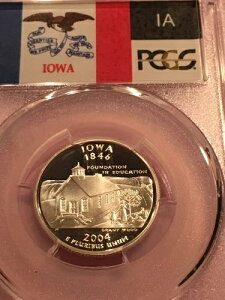 IOWA
IA
PCGS
IOWA
1846
FOUNDATION
IN EDUCATION
GRANT WOOD
2004
E PLURIBUS UNUM